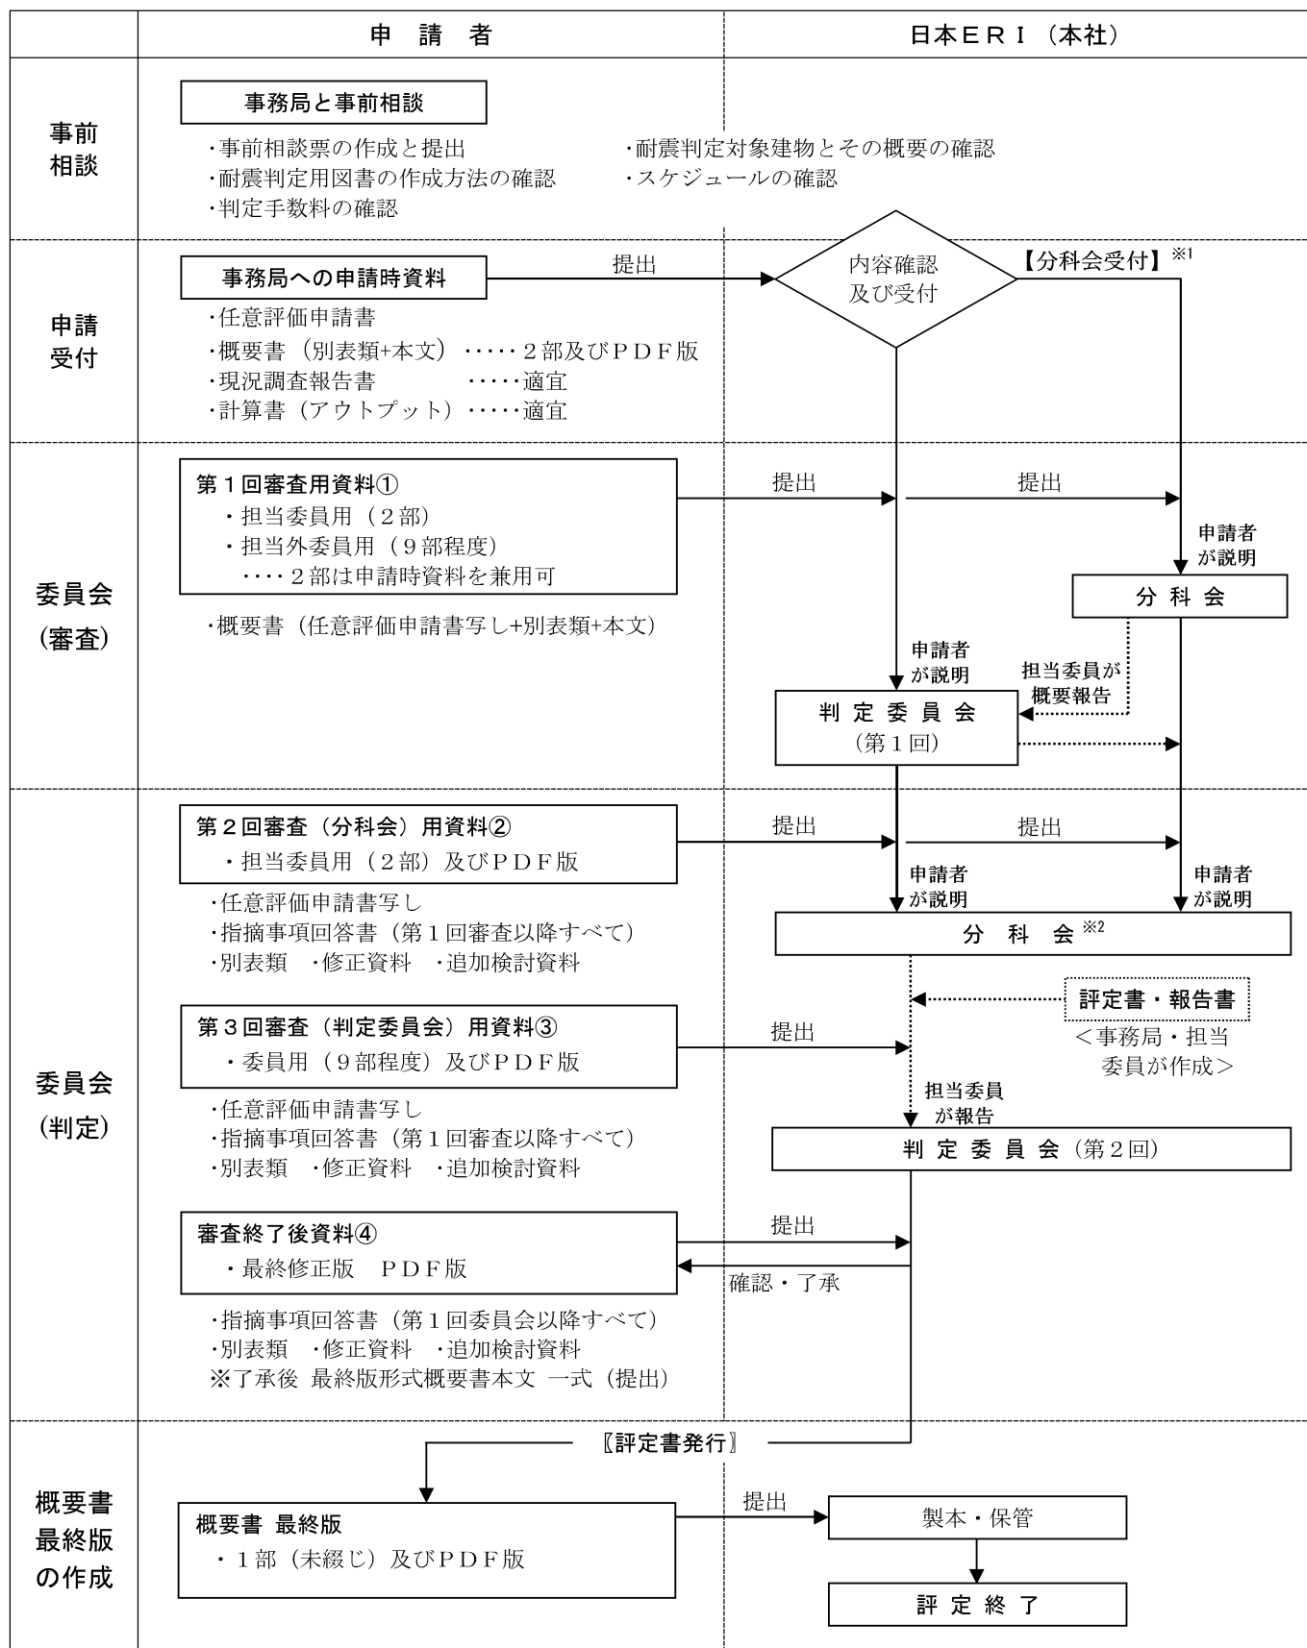 申　請　者
日本ＥＲＩ（本社）
事前
相談
事務局と事前相談
・事前相談票の作成と提出
・耐震判定対象建物とその概要の確認
・耐震判定用図書の作成方法の確認
・スケジュールの確認
・判定手数料の確認
申請
受付
事務局への申請時資料
提出
内容確認
及び受付
【分科会受付】※1
・任意評価申請書
・概要書（別表類+本文）‥‥‥２部及びＰＤＦ版
・現況調査報告書　　　　‥‥‥適宜
・計算書（アウトプット）‥‥‥適宜
委員会
(審査)
第１回審査用資料①
・担当委員用（２部）
・担当外委員用（９部程度）
‥‥２部は申請時資料を兼用可
提出
提出
・概要書（任意評価申請書写し+別表類+本文）
申請者
が説明
分 科 会
申請者
が説明
担当委員が
概要報告
判 定 委 員 会
（第１回）
委員会
(判定)
第２回審査（分科会）用資料②
・担当委員用（２部）及びＰＤＦ版
提出
提出
・任意評価申請書写し
・指摘事項回答書（第１回審査以降すべて）
・別表類　・修正資料　・追加検討資料
申請者
が説明
申請者
が説明
分　科　会※2
評定書・報告書
＜事務局・担当
委員が作成＞
第３回審査（判定委員会）用資料③
・委員用（９部程度）及びＰＤＦ版
提出
・任意評価申請書写し
・指摘事項回答書（第１回審査以降すべて）
・別表類　・修正資料　・追加検討資料
担当委員
が報告
判 定 委 員 会（第２回）
審査終了後資料④
・最終修正版　ＰＤＦ版
提出
確認・了承
・指摘事項回答書（第１回委員会以降すべて）
・別表類　・修正資料　・追加検討資料
※了承後 最終版形式概要書本文 一式（提出）
〖評定書発行〗
概要書
最終版
の作成
概要書 最終版
・１部（未綴じ）及びＰＤＦ版
提出
製本・保管
評 定 終 了